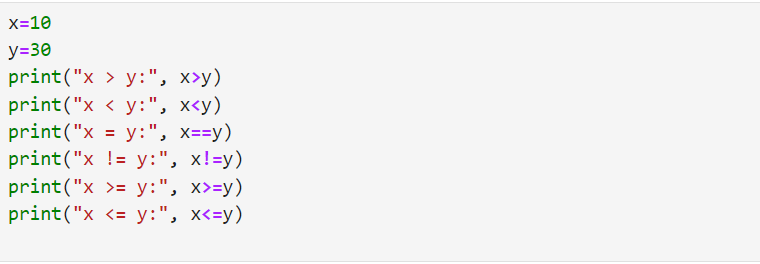 x=10
y=30
print("x > y:", x>y)
print("x < y:", x<y)
print("x = y:", x==y)
print("x != y:", x!=y)
print("x >= y:", x>=y)
print("x <= y:", x<=y)